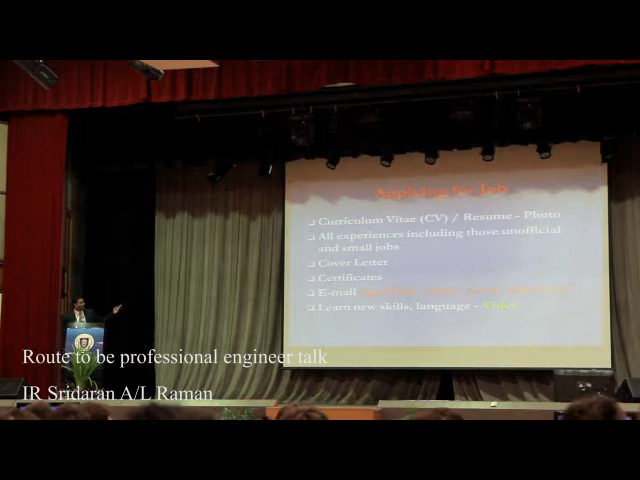 Applying for Job
❑ Curriculum Vitae (CV) / Resume - Photo
❑ All experiences including those unofficial
and small jobs
❑ Cover Letter
❑ Certificates
❑ E-mail
❑ Learn new skills, language - Video
Route to be professional engineer talk
IR Sridaran A/L Raman